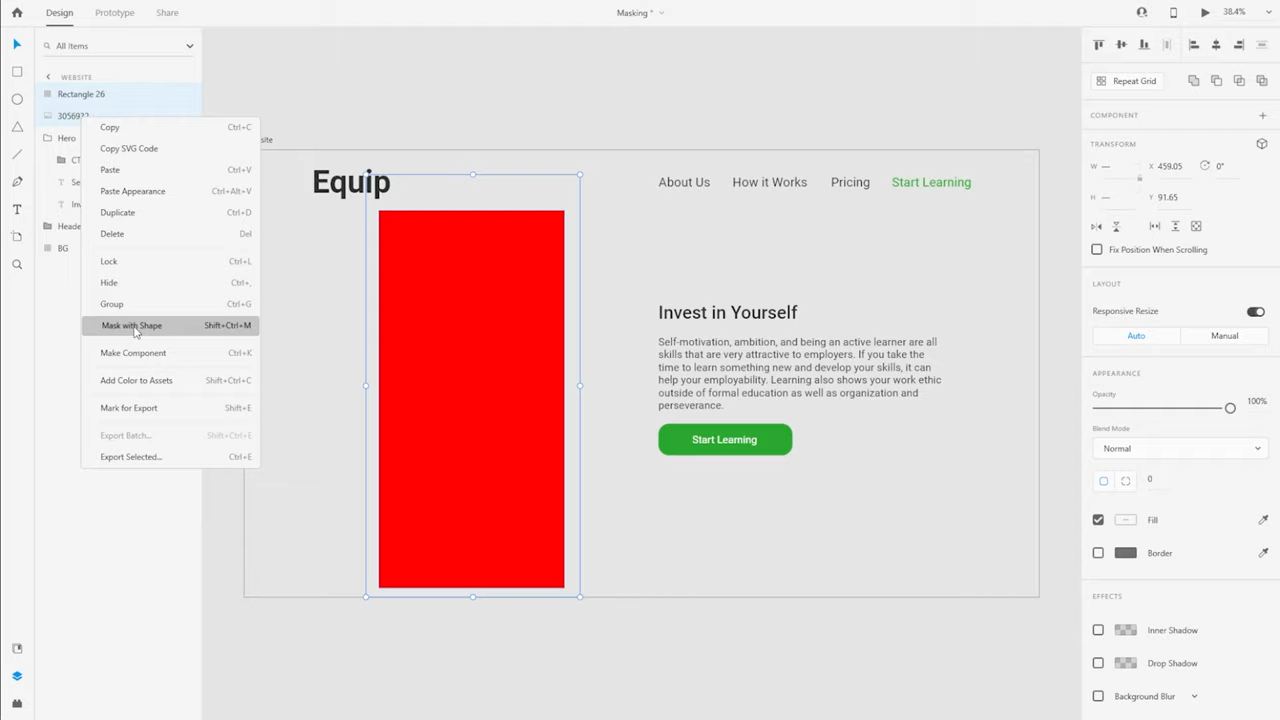 Design Prototype Share
Masking * 
38.4%
All Items
WEBSITE
Rectangle 26
Hero
Heade
BG
Copy Ctrl+C
Copy SVG Code
Paste Ctrl+V
Paste Appearance Ctrl+Alt+V
Duplicate Ctrl+D
Delete Del
Lock Ctrl+L
Hide Ctrl+,
Group Ctrl+G
Mask with Shape Shift+Ctrl+M
Make Component Ctrl+K
Add Color to Assets Shift+Ctrl+C
Mark for Export Shift+E
Export Batch... Shift+Ctrl+E
Export Selected... Ctrl+E
site
Equip
About Us How it Works Pricing Start Learning
Invest in Yourself
Self-motivation, ambition, and being an active learner are all
skills that are very attractive to employers. If you take the
time to learn something new and develop your skills, it can
help your employability. Learning also shows your work ethic
outside of formal education as well as organization and
perseverance.
Start Learning
Repeat Grid
COMPONENT
TRANSFORM
W — X 459.05 0°
H — Y 91.65
Fix Position When Scrolling
LAYOUT
Responsive Resize
Auto Manual
APPEARANCE
Opacity
100%
Blend Mode
Normal
0
Fill
Border
EFFECTS
Inner Shadow
Drop Shadow
Background Blur